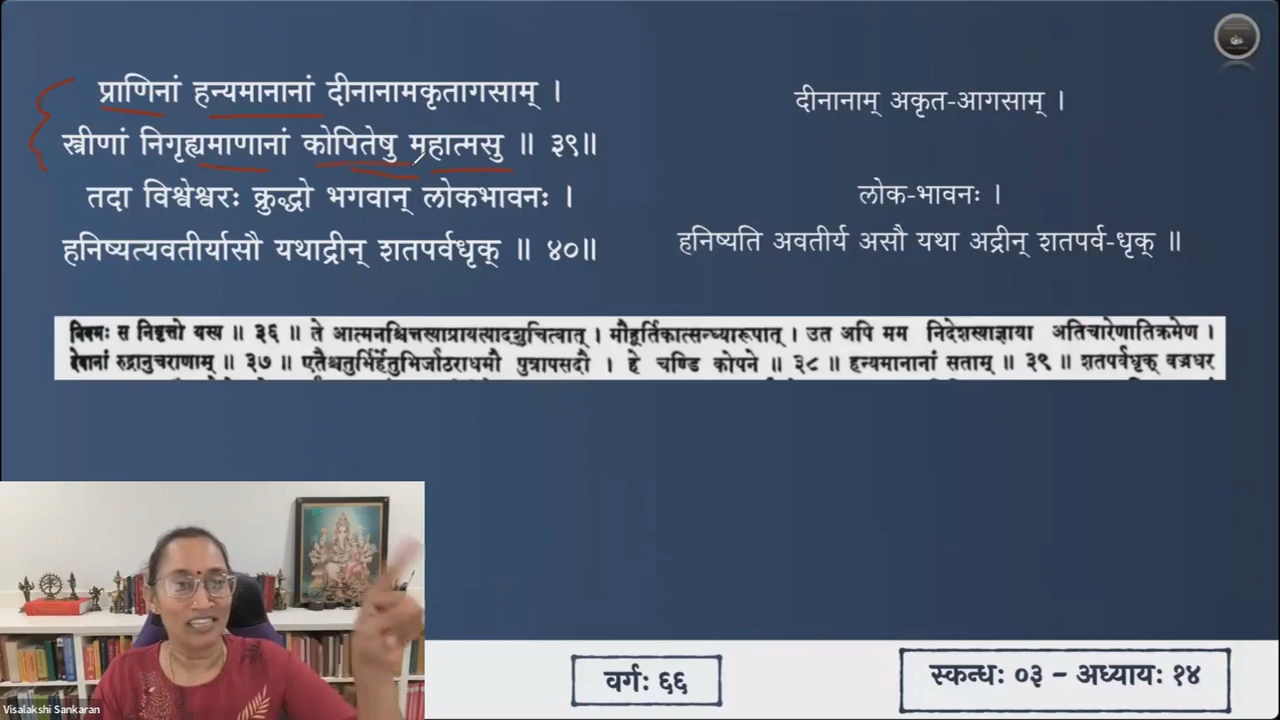 प्राणिनां हन्यमानानां दीनानामकृतागसाम् ।
स्त्रीणां निगृह्यमाणानां कोपितेषु महात्मसु ॥ ३९॥
तदा विश्वेश्वरः क्रुद्धो भगवान् लोकभावनः ।
हनिष्यत्यवतीर्यासौ यथाद्रीन् शतपर्वधृक् ॥ ४०॥
दीनानाम् अकृत-आगसाम् ।
लोक-भावनः ।
हनिष्यति अवतीर्य असौ यथा अद्रीन् शतपर्व-धृक् ॥
नियमः स निवृत्तो यस्य ॥ ३६ ॥ ते आत्मनश्चित्तस्याप्रायत्यादशुचित्वात् । मौहूर्तिकात्सन्ध्यारूपात् । उत अपि मम निदेशस्याज्ञाया अतिचारेणातिक्रमेण ।
देवानां रुद्रानुचराणाम् ॥ ३७ ॥ एतैश्चतुर्भिर्हेतुभिर्जाठराधमौ पुत्रापसदौ । हे चण्डि कोपने ॥ ३८ ॥ हन्यमानानां सताम् ॥ ३९ ॥ शतपर्वधृक् वज्रधर
Visalakshi Sankaran
वर्गः ६६
स्कन्धः ०३ – अध्यायः १४